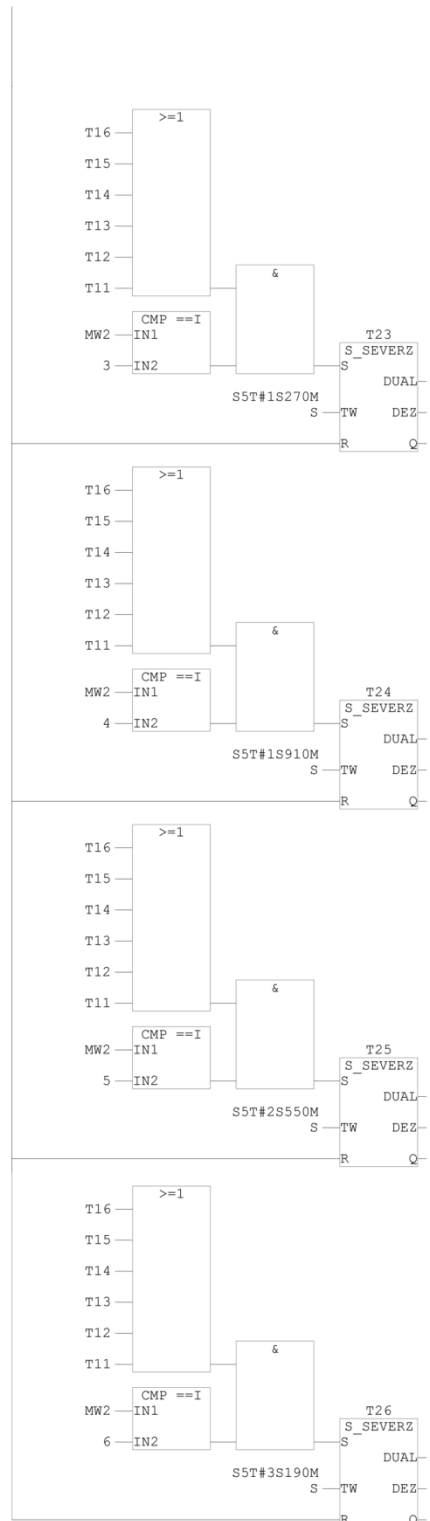 >=1
T16
T15
T14
T13
T12
T11
&
CMP ==I
MW2 IN1
3 IN2
T23
S_SEVERZ
S
DUAL
S5T#1S270M
S TW DEZ
R Q
>=1
T16
T15
T14
T13
T12
T11
&
CMP ==I
MW2 IN1
4 IN2
T24
S_SEVERZ
S
DUAL
S5T#1S910M
S TW DEZ
R Q
>=1
T16
T15
T14
T13
T12
T11
&
CMP ==I
MW2 IN1
5 IN2
T25
S_SEVERZ
S
DUAL
S5T#2S550M
S TW DEZ
R Q
>=1
T16
T15
T14
T13
T12
T11
&
CMP ==I
MW2 IN1
6 IN2
T26
S_SEVERZ
S
DUAL
S5T#3S190M
S TW DEZ
R Q